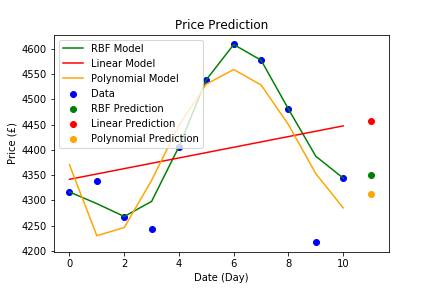 Price Prediction
RBF Model
Linear Model
Polynomial Model
Data
RBF Prediction
Linear Prediction
Polynomial Prediction
Price (£)
4600
4550
4500
4450
4400
4350
4300
4250
4200
0 2 4 6 8 10
Date (Day)